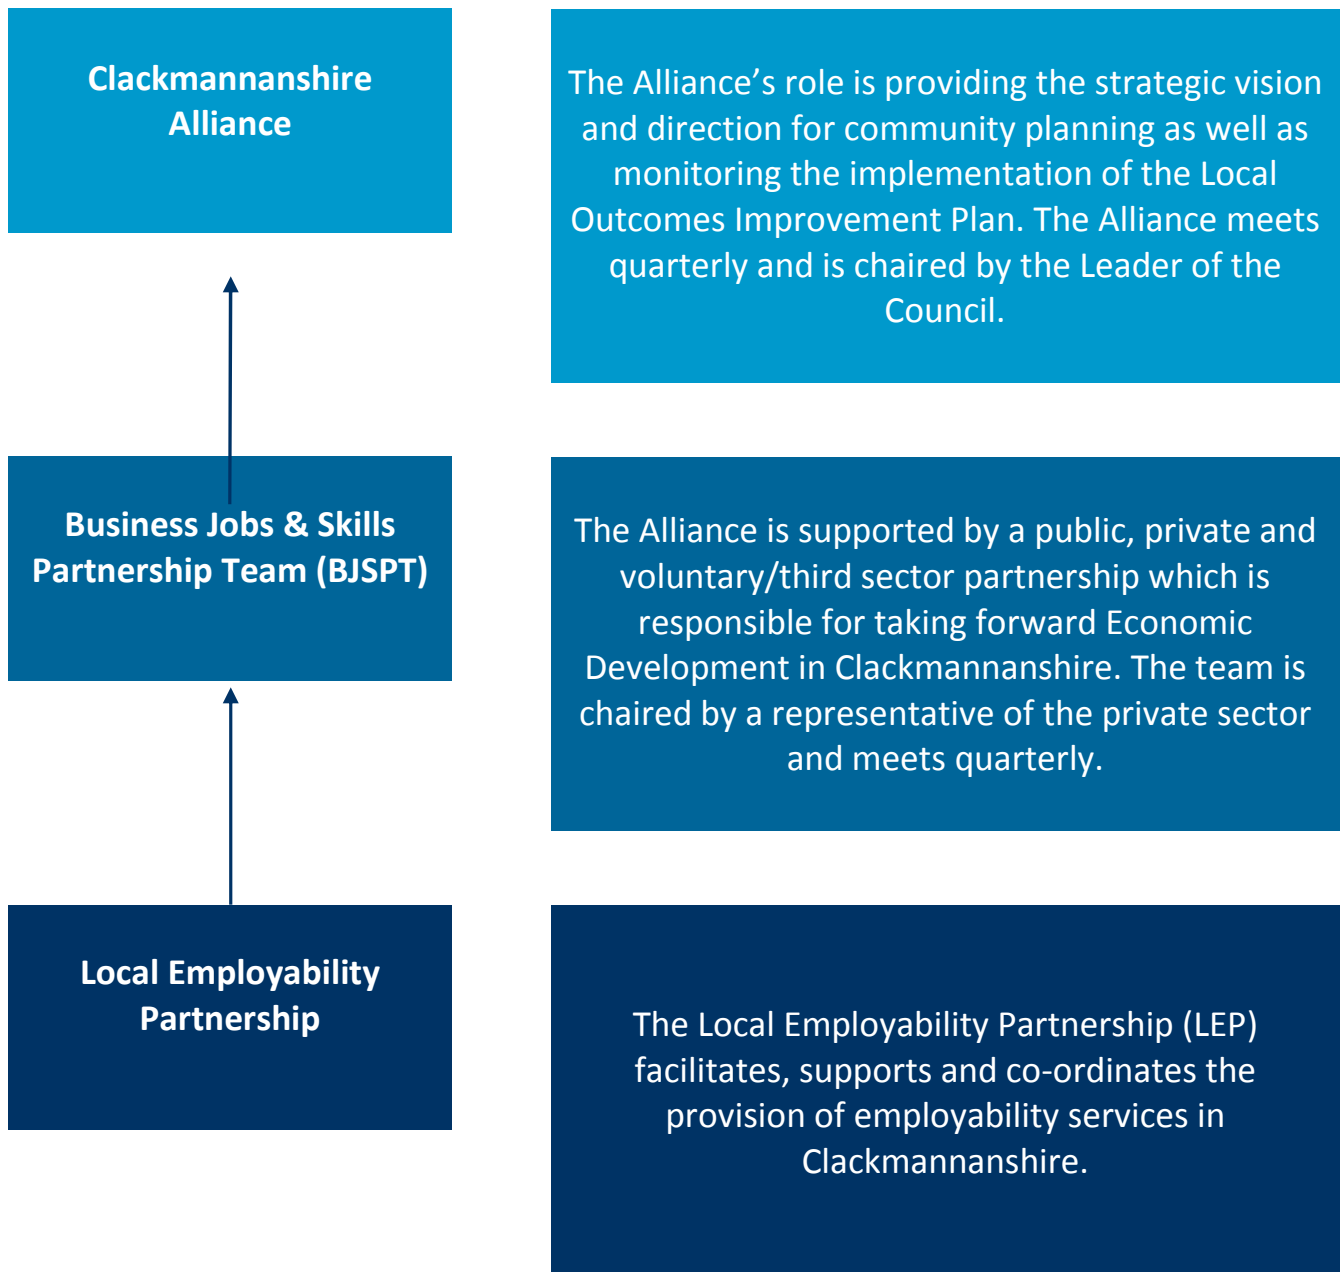 Clackmannanshire
Alliance
The Alliance’s role is providing the strategic vision
and direction for community planning as well as
monitoring the implementation of the Local
Outcomes Improvement Plan. The Alliance meets
quarterly and is chaired by the Leader of the
Council.
Business Jobs & Skills
Partnership Team (BJSPT)
The Alliance is supported by a public, private and
voluntary/third sector partnership which is
responsible for taking forward Economic
Development in Clackmannanshire. The team is
chaired by a representative of the private sector
and meets quarterly.
Local Employability
Partnership
The Local Employability Partnership (LEP)
facilitates, supports and co-ordinates the
provision of employability services in
Clackmannanshire.